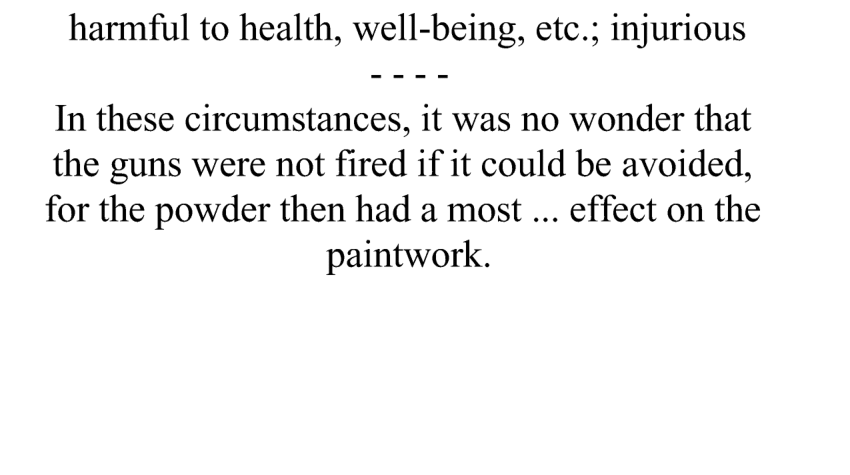 harmful to health, well-being, etc.; injurious
- - - -
In these circumstances, it was no wonder that
the guns were not fired if it could be avoided,
for the powder then had a most ... effect on the
paintwork.